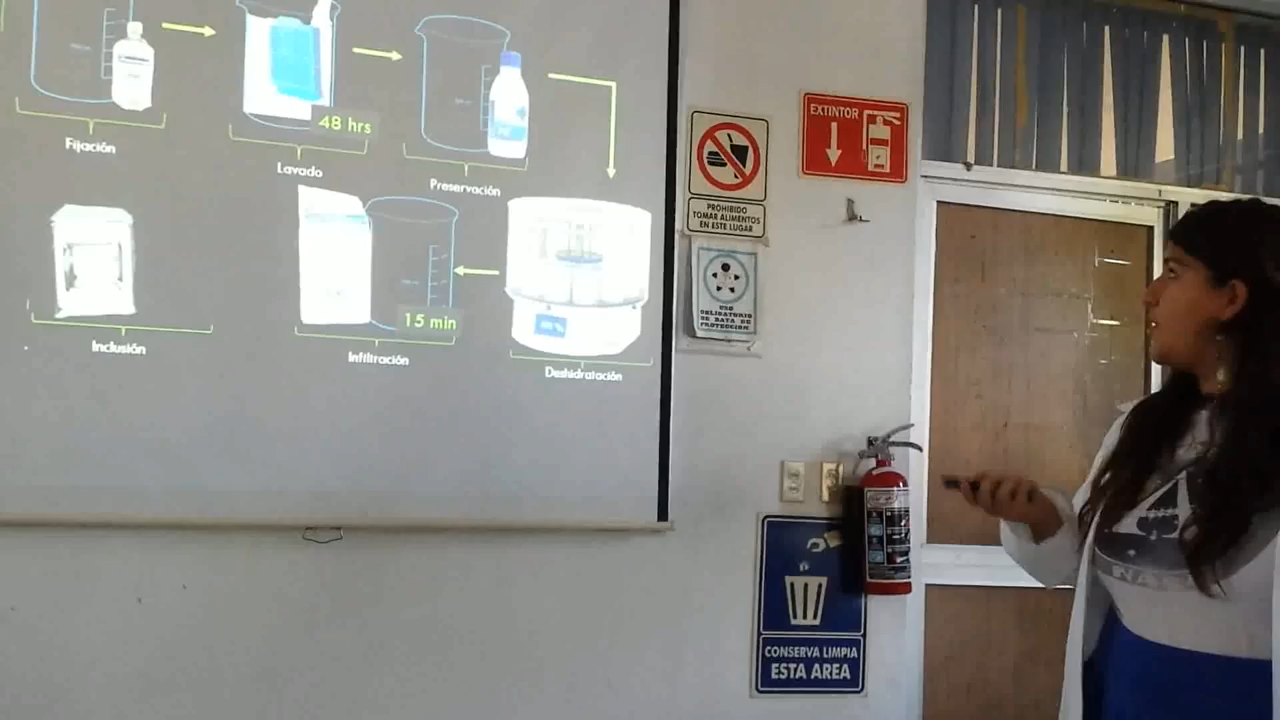 Fijación
48 hrs
Lavado
Preservación
Inclusión
15 min
Infiltración
Deshidratación
EXTINTOR
PROHIBIDO
TOMAR ALIMENTOS
EN ESTE LUGAR
USO
OBLIGATORIO
DE BATA DE
PROTECCION
CONSERVA LIMPIA
ESTA AREA